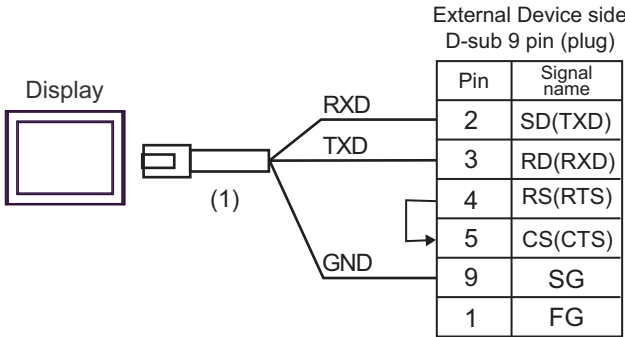 External Device side
D-sub 9 pin (plug)
Display
Pin Signal name
RXD
2 SD(TXD)
TXD
3 RD(RXD)
(1)
4 RS(RTS)
5 CS(CTS)
GND
9 SG
1 FG